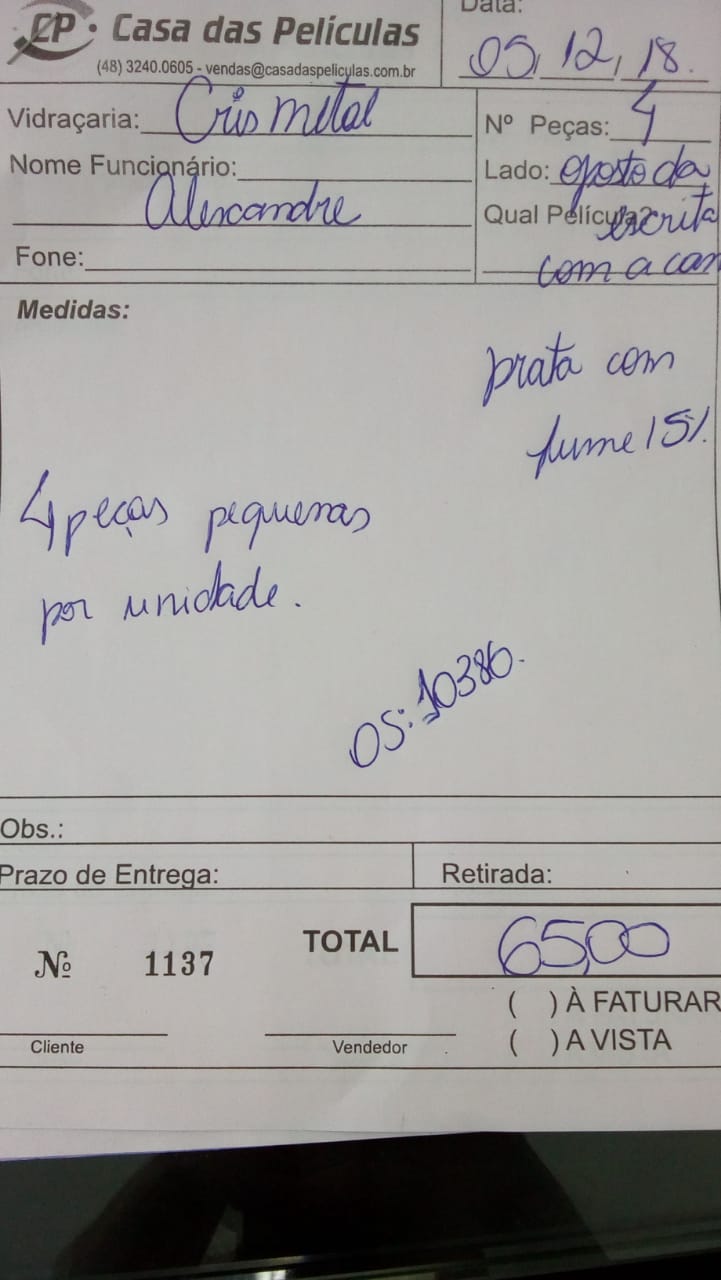 CP · Casa das Películas
(48) 3240.0605 - vendas@casadaspeliculas.com.br
Data:
05, 12, 18.
Vidraçaria: Cris metal
Nome Funcionário:
Alexandre
Fone:
Nº Peças: 4
Lado: oposto da
Qual Película? escrita
com a can
Medidas:
prata com
fume 15%.
4 peças pequenas
por unidade.
OS: 10386.
Obs.:
Prazo de Entrega:
Retirada:
Nº 1137
TOTAL 65,00
( ) À FATURAR
( ) A VISTA
Cliente
Vendedor